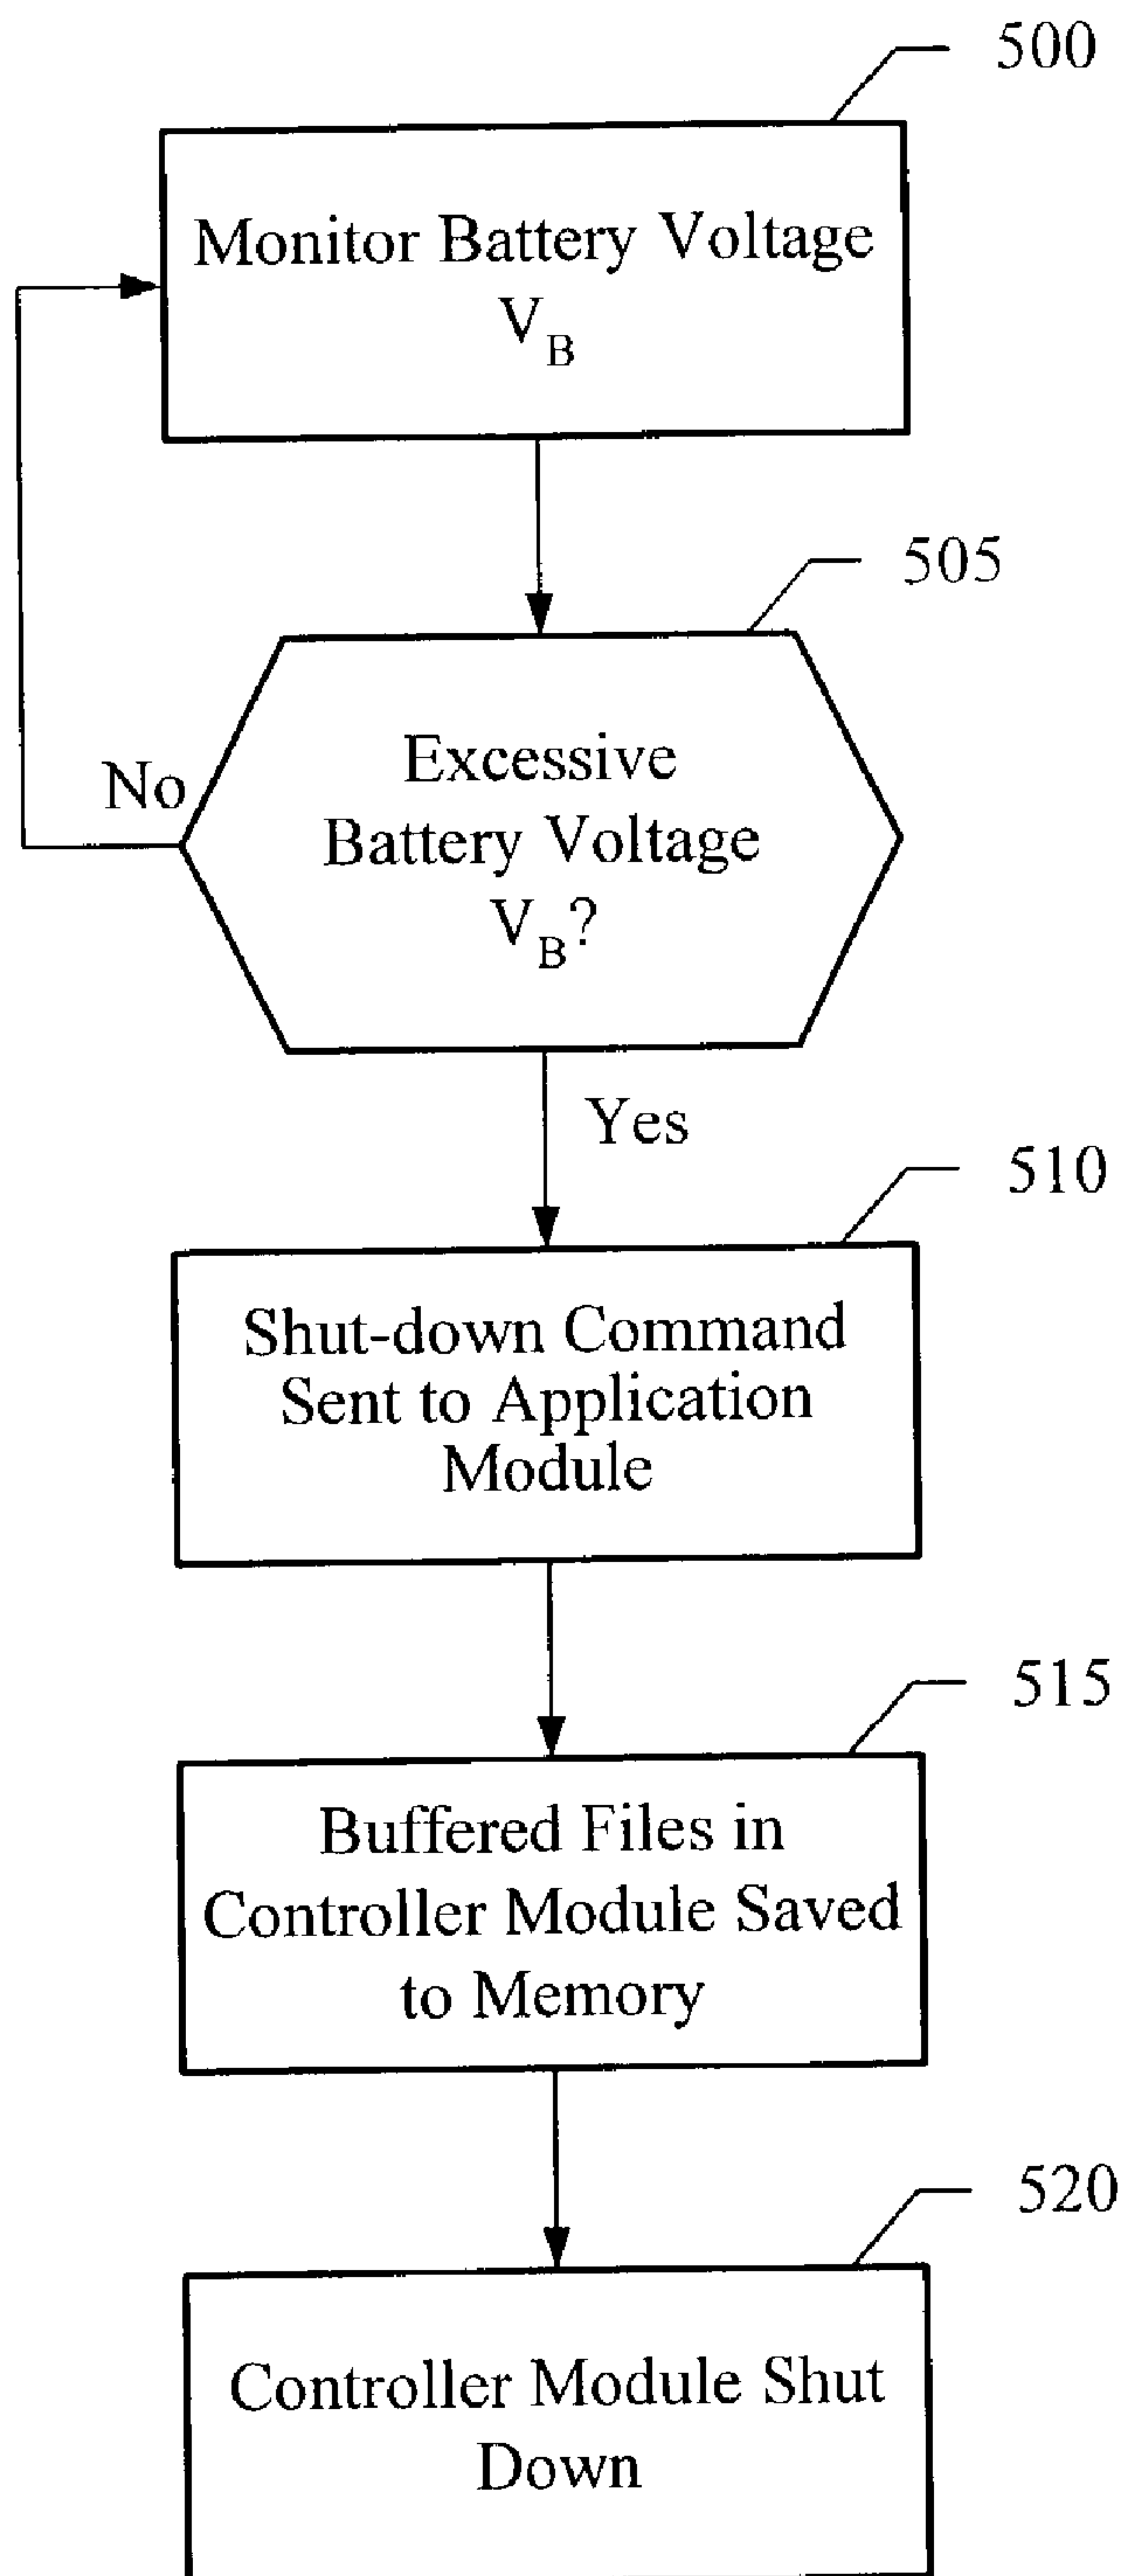 500
Monitor Battery Voltage
V_B
505
Excessive
Battery Voltage
V_B?
No
Yes
510
Shut-down Command
Sent to Application
Module
515
Buffered Files in
Controller Module Saved
to Memory
520
Controller Module Shut
Down